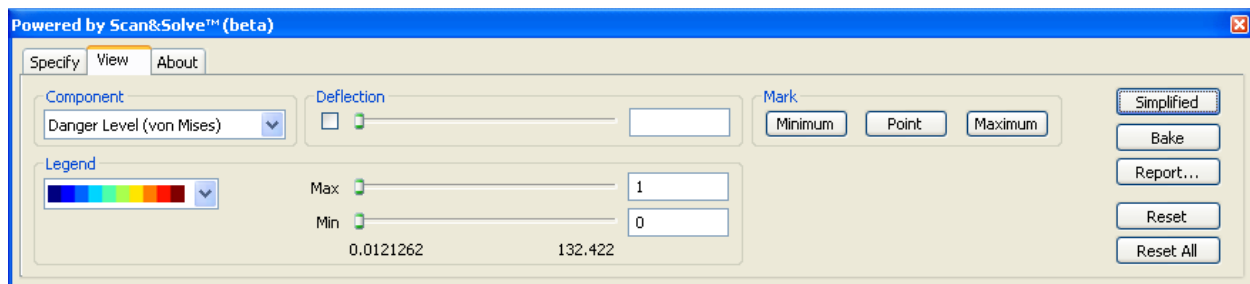 Powered by Scan&Solve™ (beta)
Specify View About
Component Deflection Mark
Danger Level (von Mises) Minimum Point Maximum Simplified
Bake
Legend Report...
Max 1
Min 0 Reset
0.0121262 132.422 Reset All